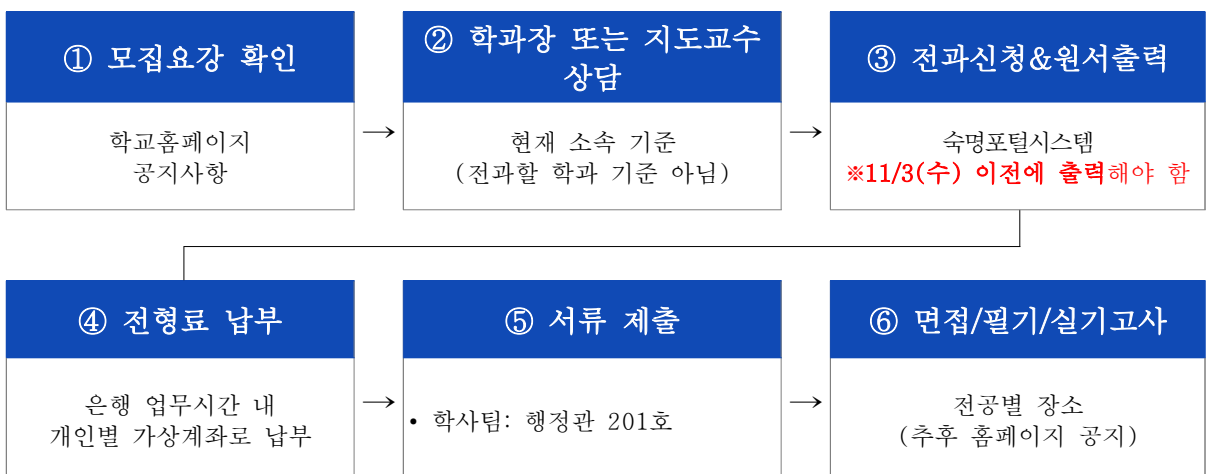 ① 모집요강 확인
학교홈페이지
공지사항
→
② 학과장 또는 지도교수
상담
현재 소속 기준
(전과할 학과 기준 아님)
→
③ 전과신청&원서출력
숙명포털시스템
※11/3(수) 이전에 출력해야 함
④ 전형료 납부
은행 업무시간 내
개인별 가상계좌로 납부
→
⑤ 서류 제출
• 학사팀: 행정관 201호
→
⑥ 면접/필기/실기고사
전공별 장소
(추후 홈페이지 공지)